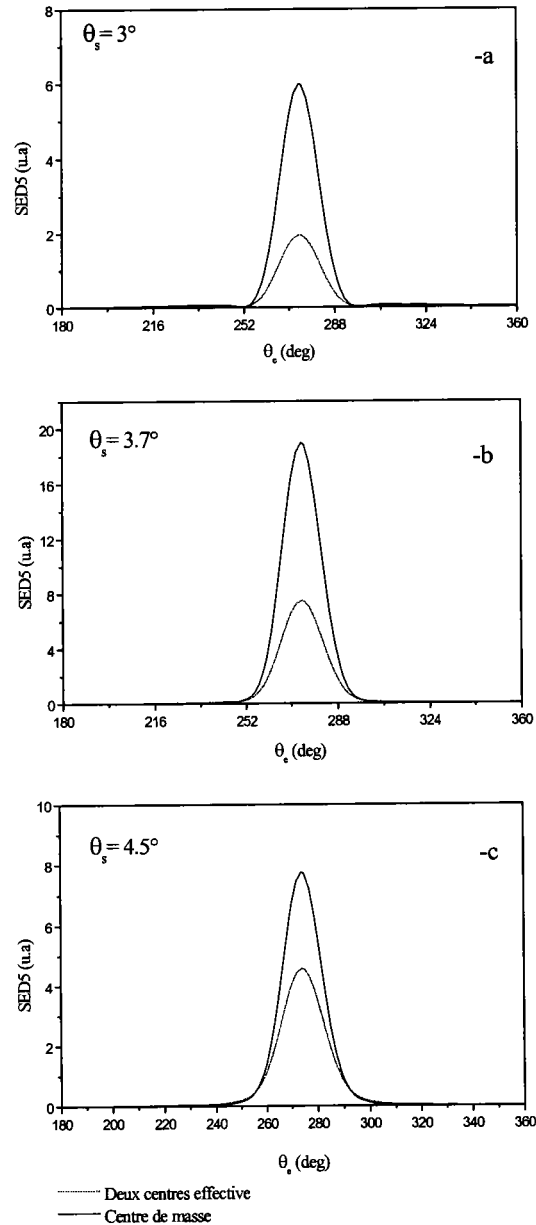 θs = 3°
-a
SED5 (u.a)
8
6
4
2
0
180 216 252 288 324 360
θe (deg)
θs = 3.7°
-b
SED5 (u.a)
20
16
12
8
4
0
180 216 252 288 324 360
θe (deg)
θs = 4.5°
-c
SED5 (u.a)
10
8
6
4
2
0
180 200 220 240 260 280 300 320 340 360
θe (deg)
Deux centres effective
Centre de masse